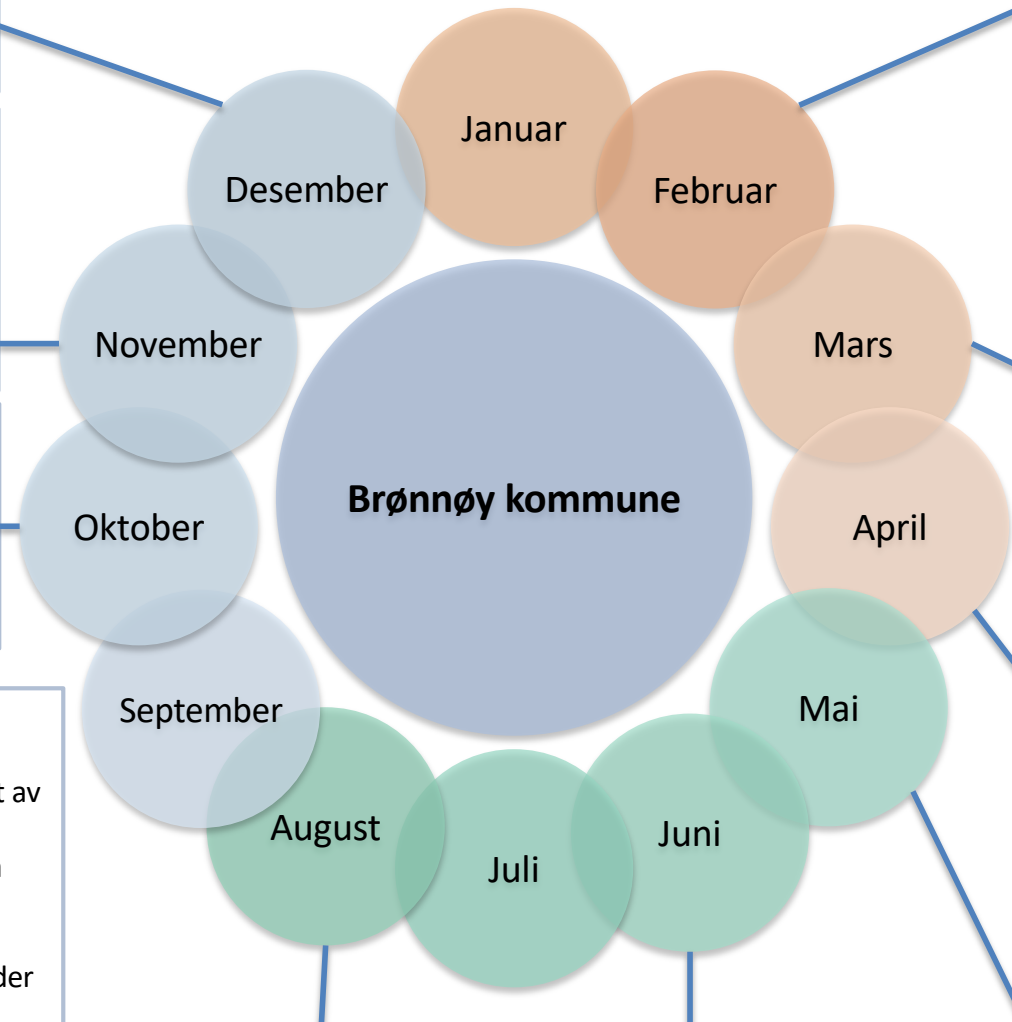 Januar
Februar
Mars
April
Mai
Juni
Juli
August
September
Oktober
November
Desember
Brønnøy kommune
av
der